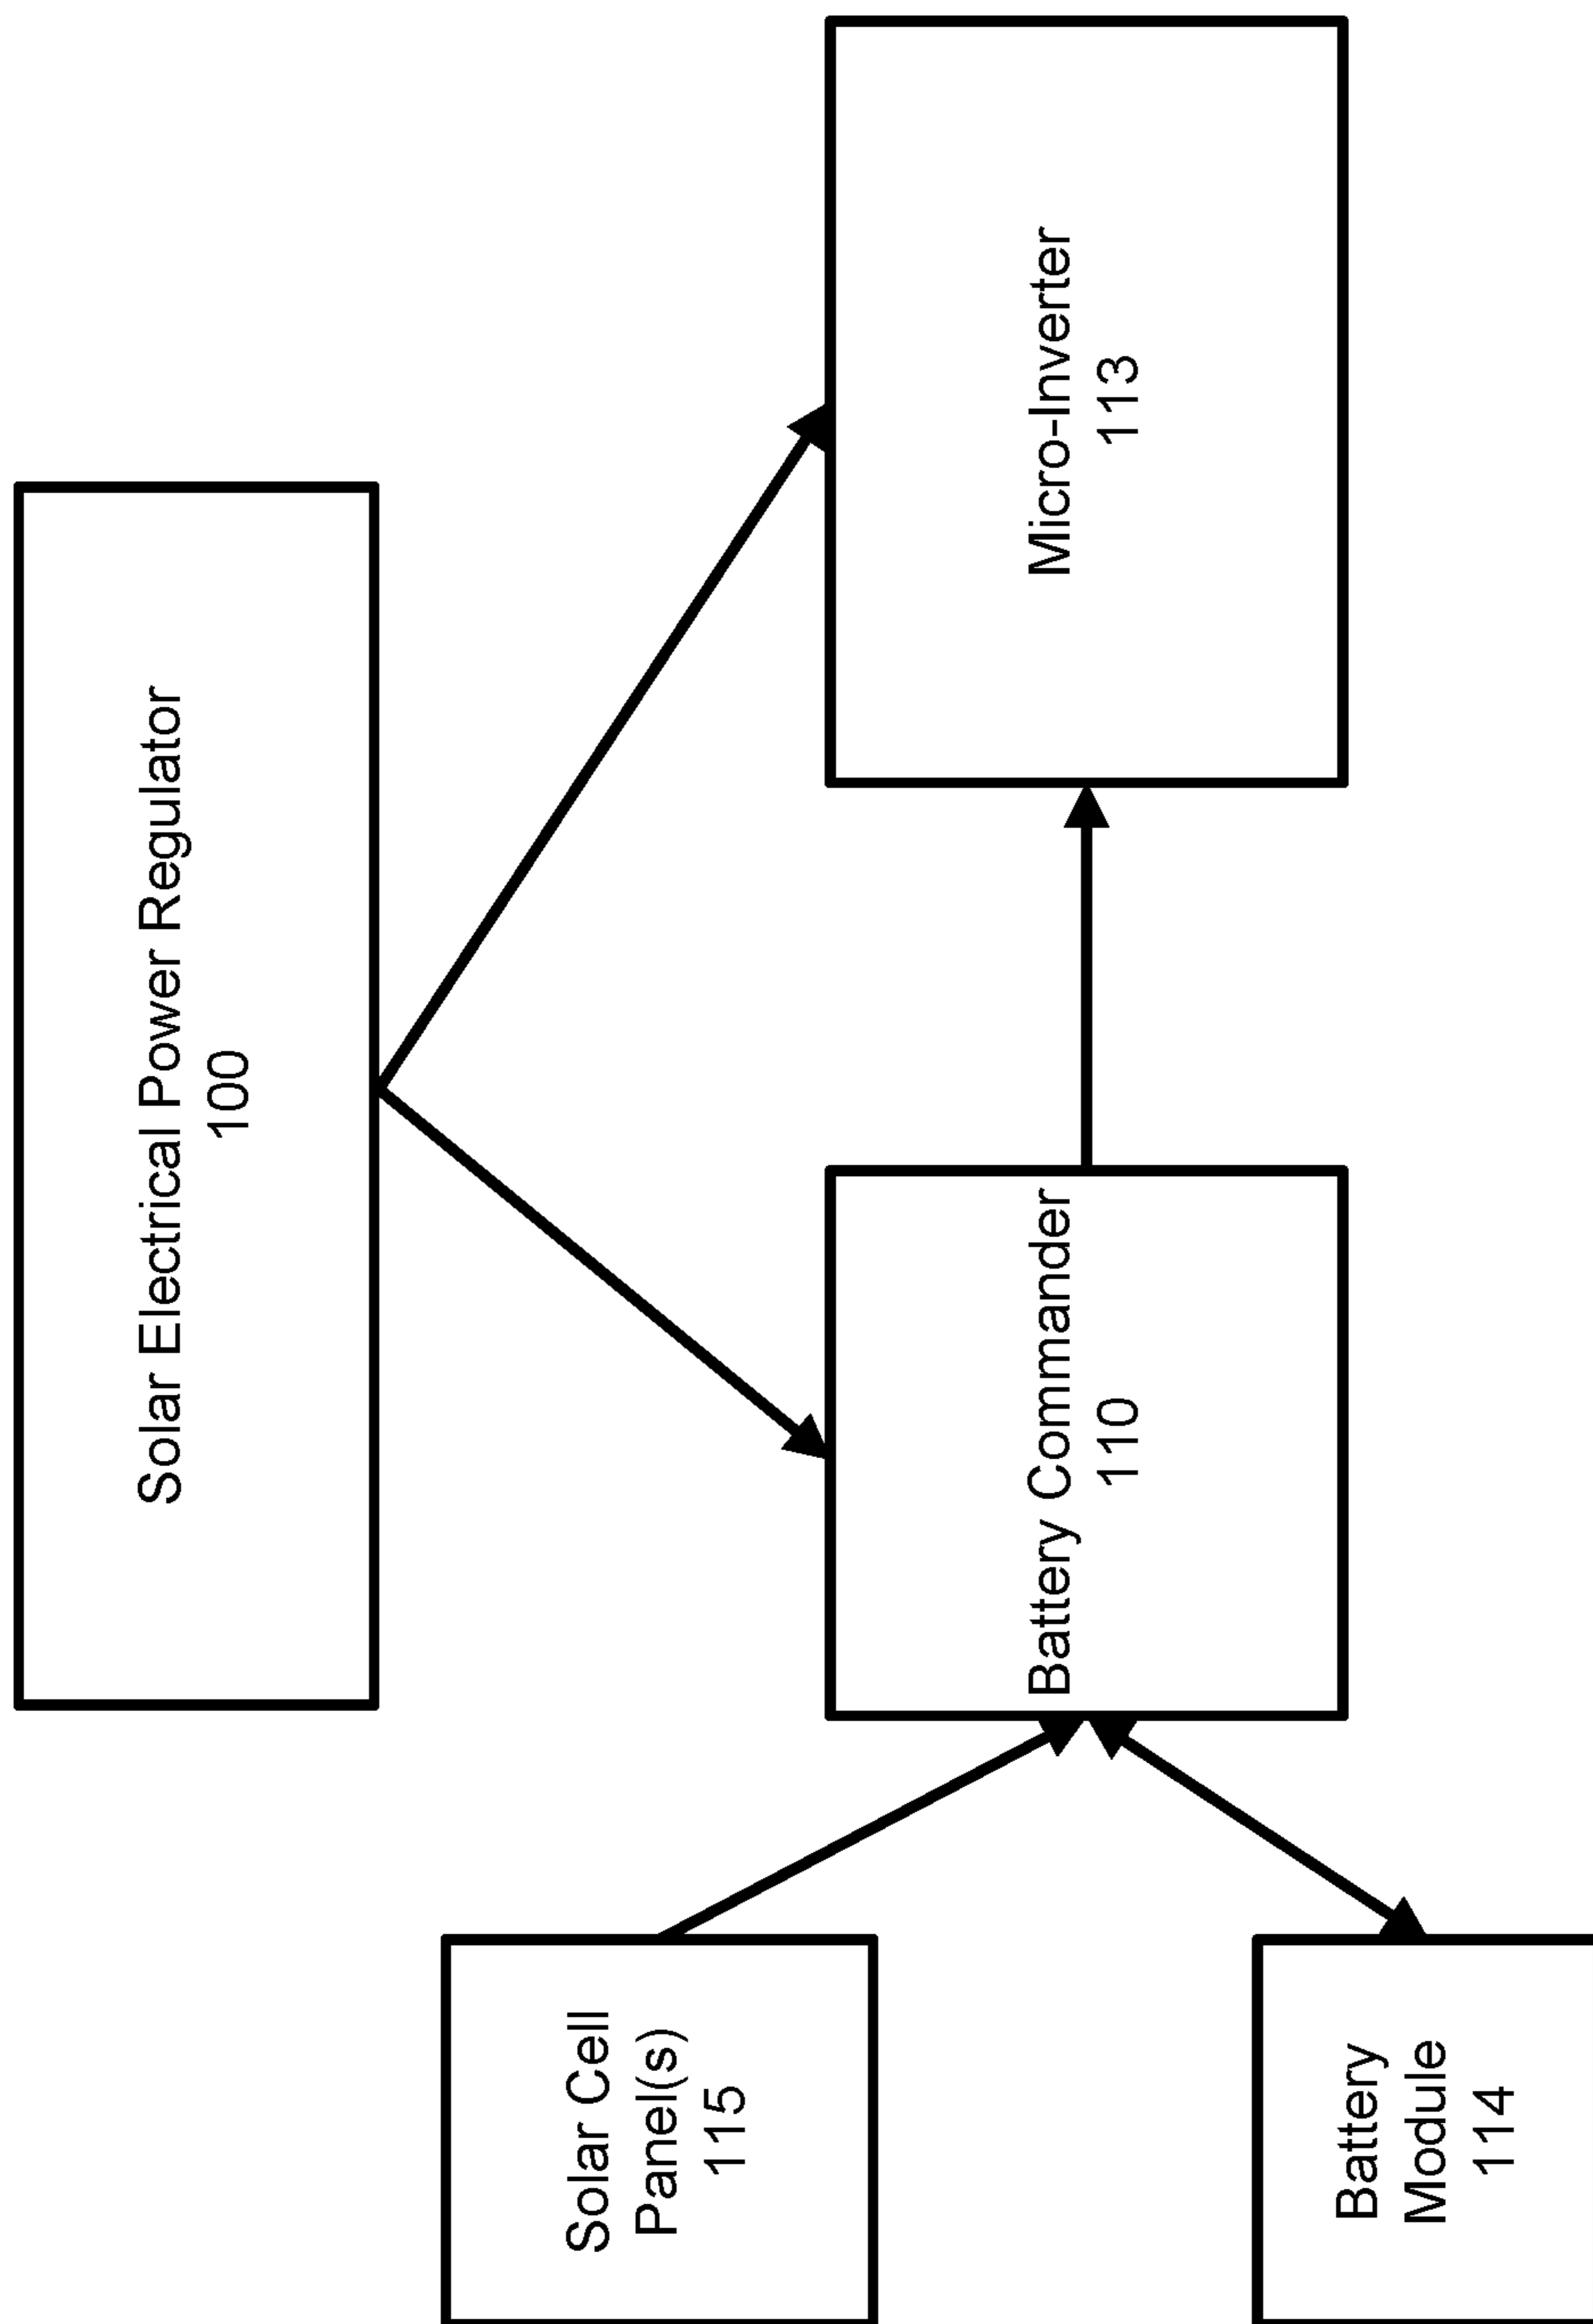 Solar Electrical Power Regulator
100
Solar Cell
Panel(s)
115
Battery Commander
110
Micro-Inverter
113
Battery
Module
114